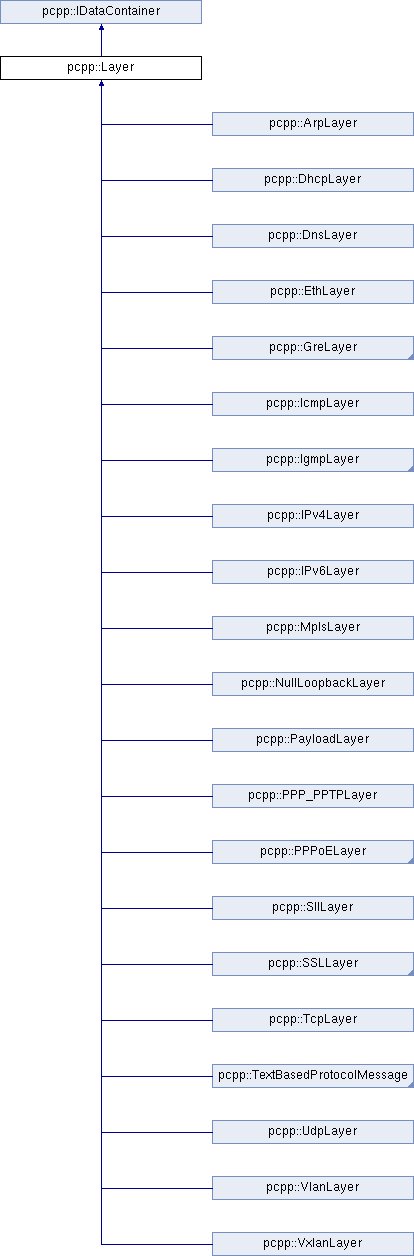 pcpp::IDataContainer
pcpp::Layer
pcpp::ArpLayer
pcpp::DhcpLayer
pcpp::DnsLayer
pcpp::EthLayer
pcpp::GreLayer
pcpp::IcmpLayer
pcpp::IgmpLayer
pcpp::IPv4Layer
pcpp::IPv6Layer
pcpp::MplsLayer
pcpp::NullLoopbackLayer
pcpp::PayloadLayer
pcpp::PPP_PPTPLayer
pcpp::PPPoELayer
pcpp::SllLayer
pcpp::SSLLayer
pcpp::TcpLayer
pcpp::TextBasedProtocolMessage
pcpp::UdpLayer
pcpp::VlanLayer
pcpp::VxlanLayer